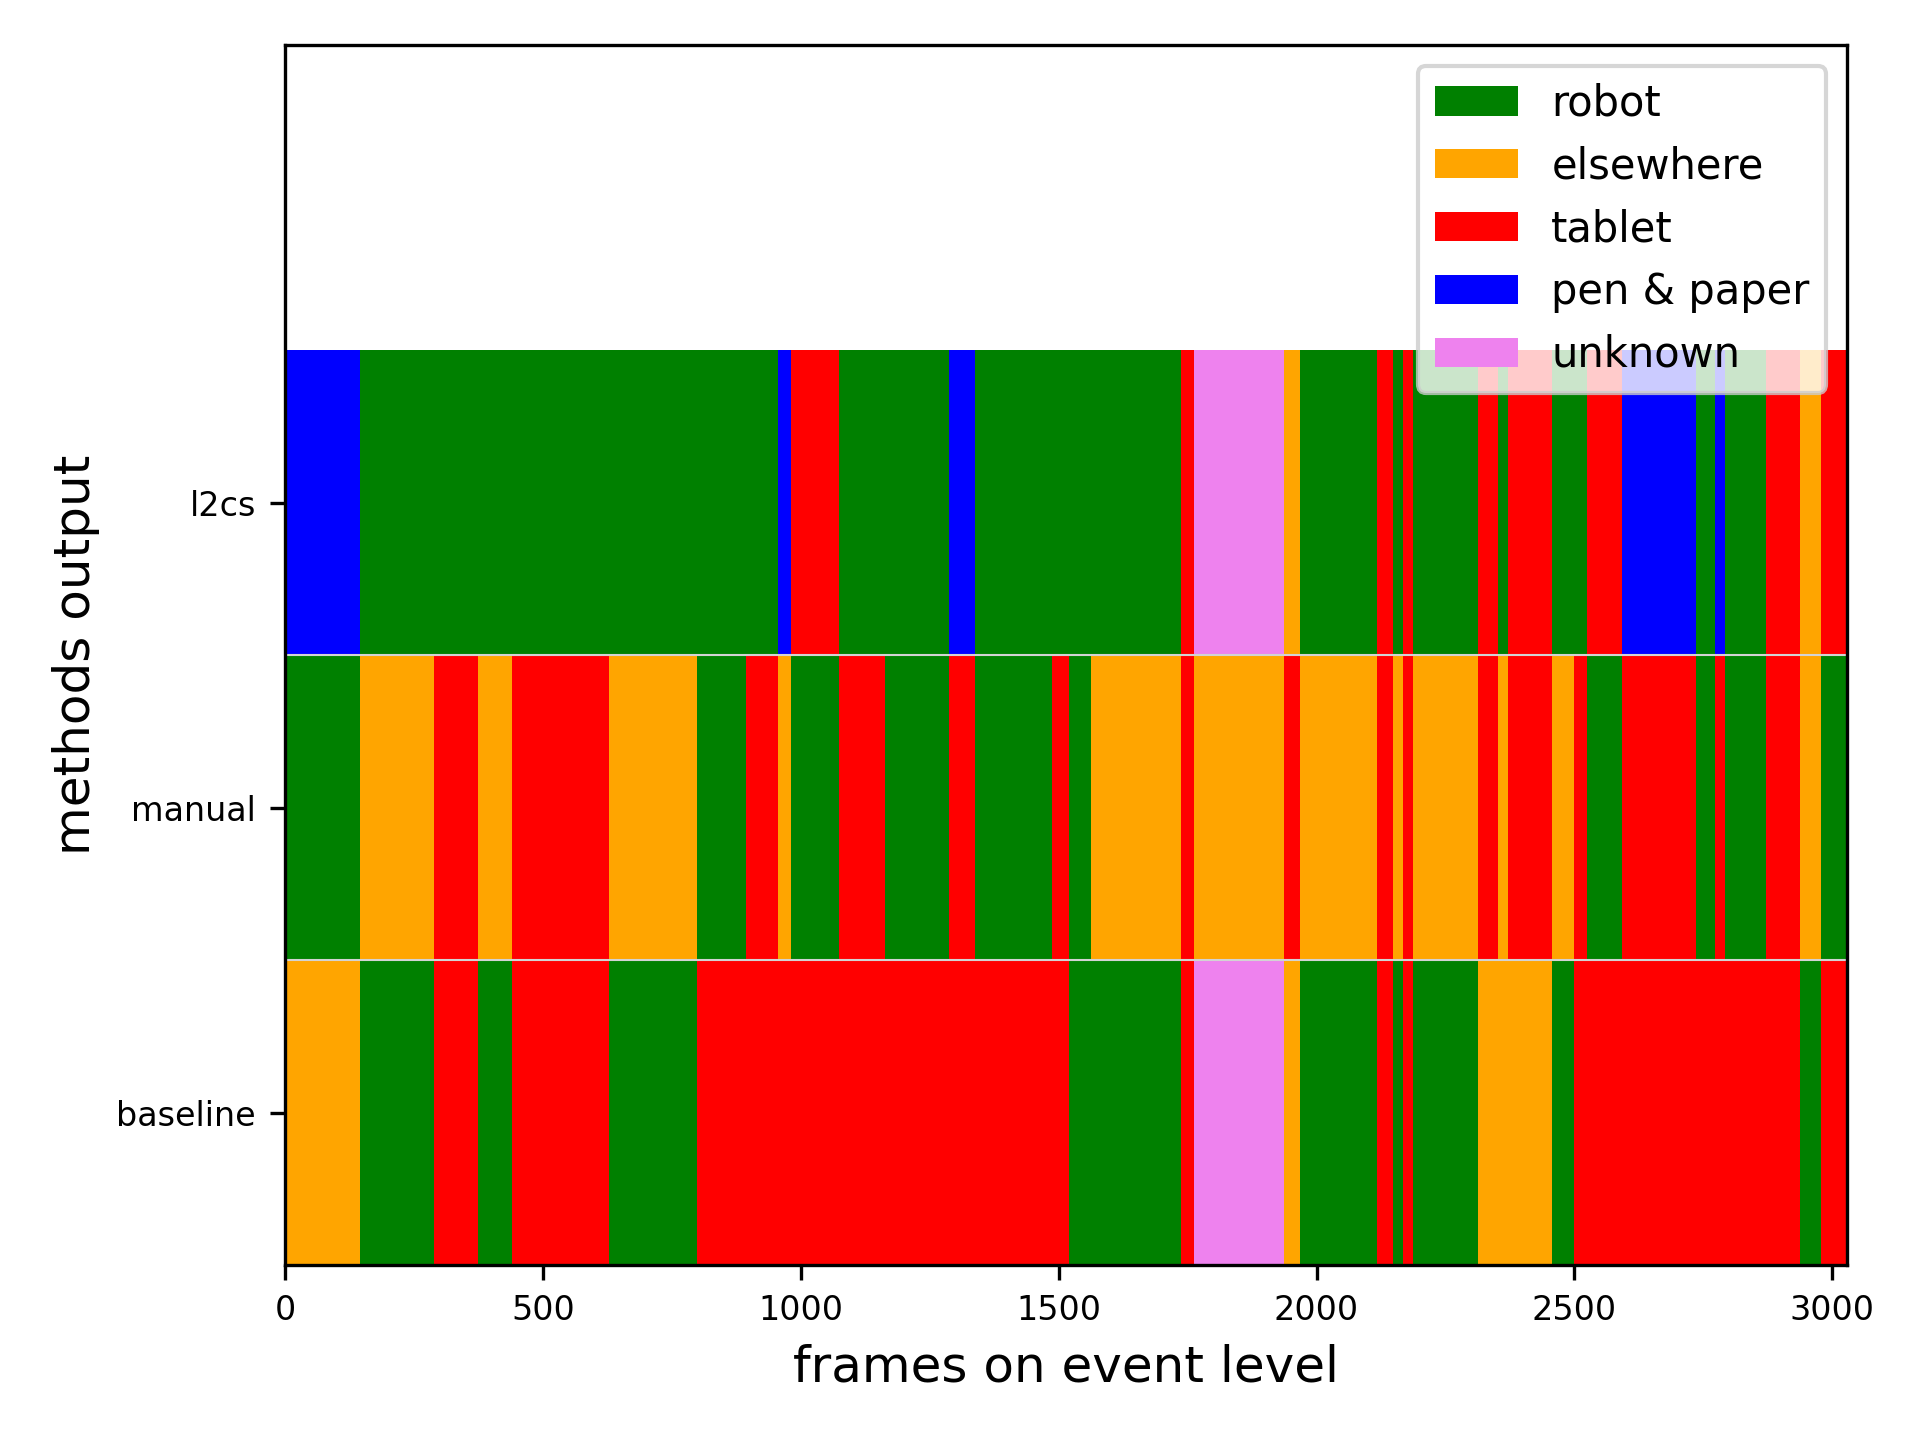 robot
elsewhere
tablet
pen & paper
unknown
methods output
l2cs
manual
baseline
0 500 1000 1500 2000 2500 3000
frames on event level